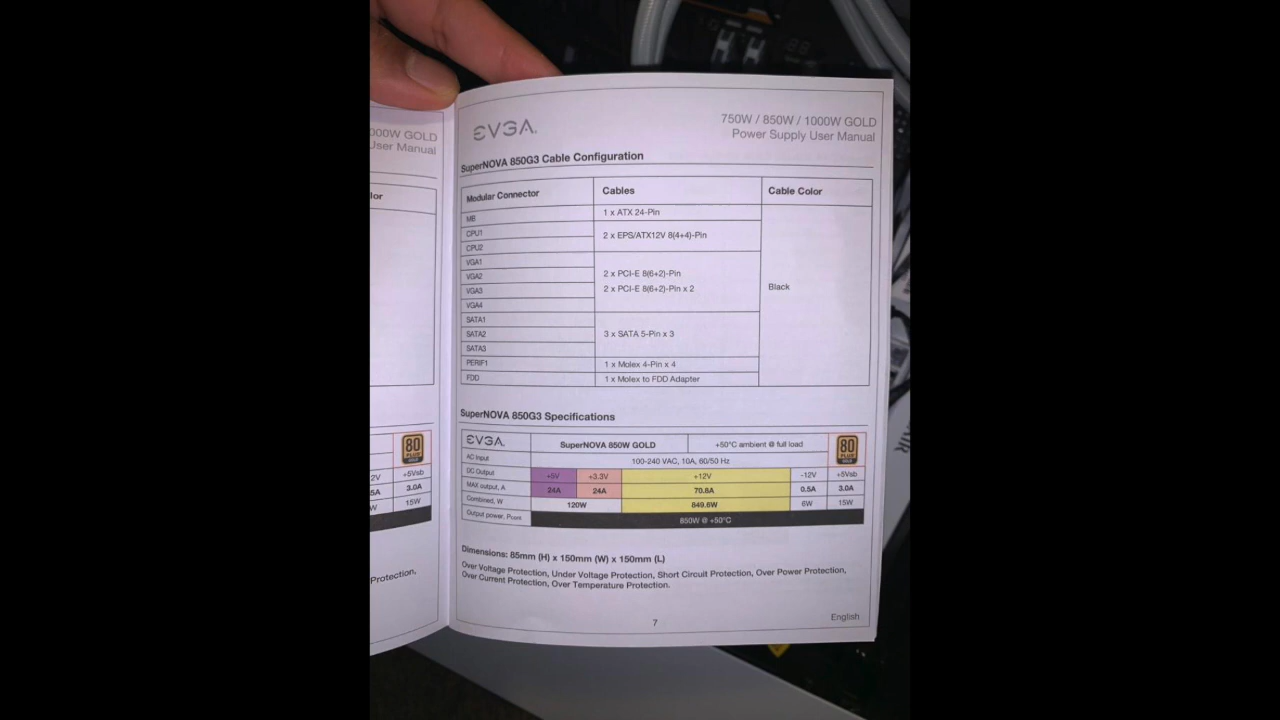 000W GOLD
User Manual
lor
2V +5Vsb
5A 3.0A
W 15W
Protection,
EVGA.
750W / 850W / 1000W GOLD
Power Supply User Manual
SuperNOVA 850G3 Cable Configuration
Modular Connector Cables Cable Color
MB 1 x ATX 24-Pin
CPU1
2 x EPS/ATX12V 8(4+4)-Pin
CPU2
VGA1
VGA2 2 x PCI-E 8(6+2)-Pin
VGA3 2 x PCI-E 8(6+2)-Pin x 2 Black
VGA4
SATA1
SATA2 3 x SATA 5-Pin x 3
SATA3
PERIF1 1 x Molex 4-Pin x 4
FDD 1 x Molex to FDD Adapter
SuperNOVA 850G3 Specifications
EVGA. SuperNOVA 850W GOLD +50°C ambient @ full load 80 PLUS GOLD
AC Input 100-240 VAC, 10A, 60/50 Hz
DC Output +5V +3.3V +12V -12V +5Vsb
MAX output, A 24A 24A 70.8A 0.5A 3.0A
Combined, W 120W 849.6W 6W 15W
Output power, Pcont 850W @ +50°C
Dimensions: 85mm (H) x 150mm (W) x 150mm (L)
Over Voltage Protection, Under Voltage Protection, Short Circuit Protection, Over Power Protection,
Over Current Protection, Over Temperature Protection.
7
English